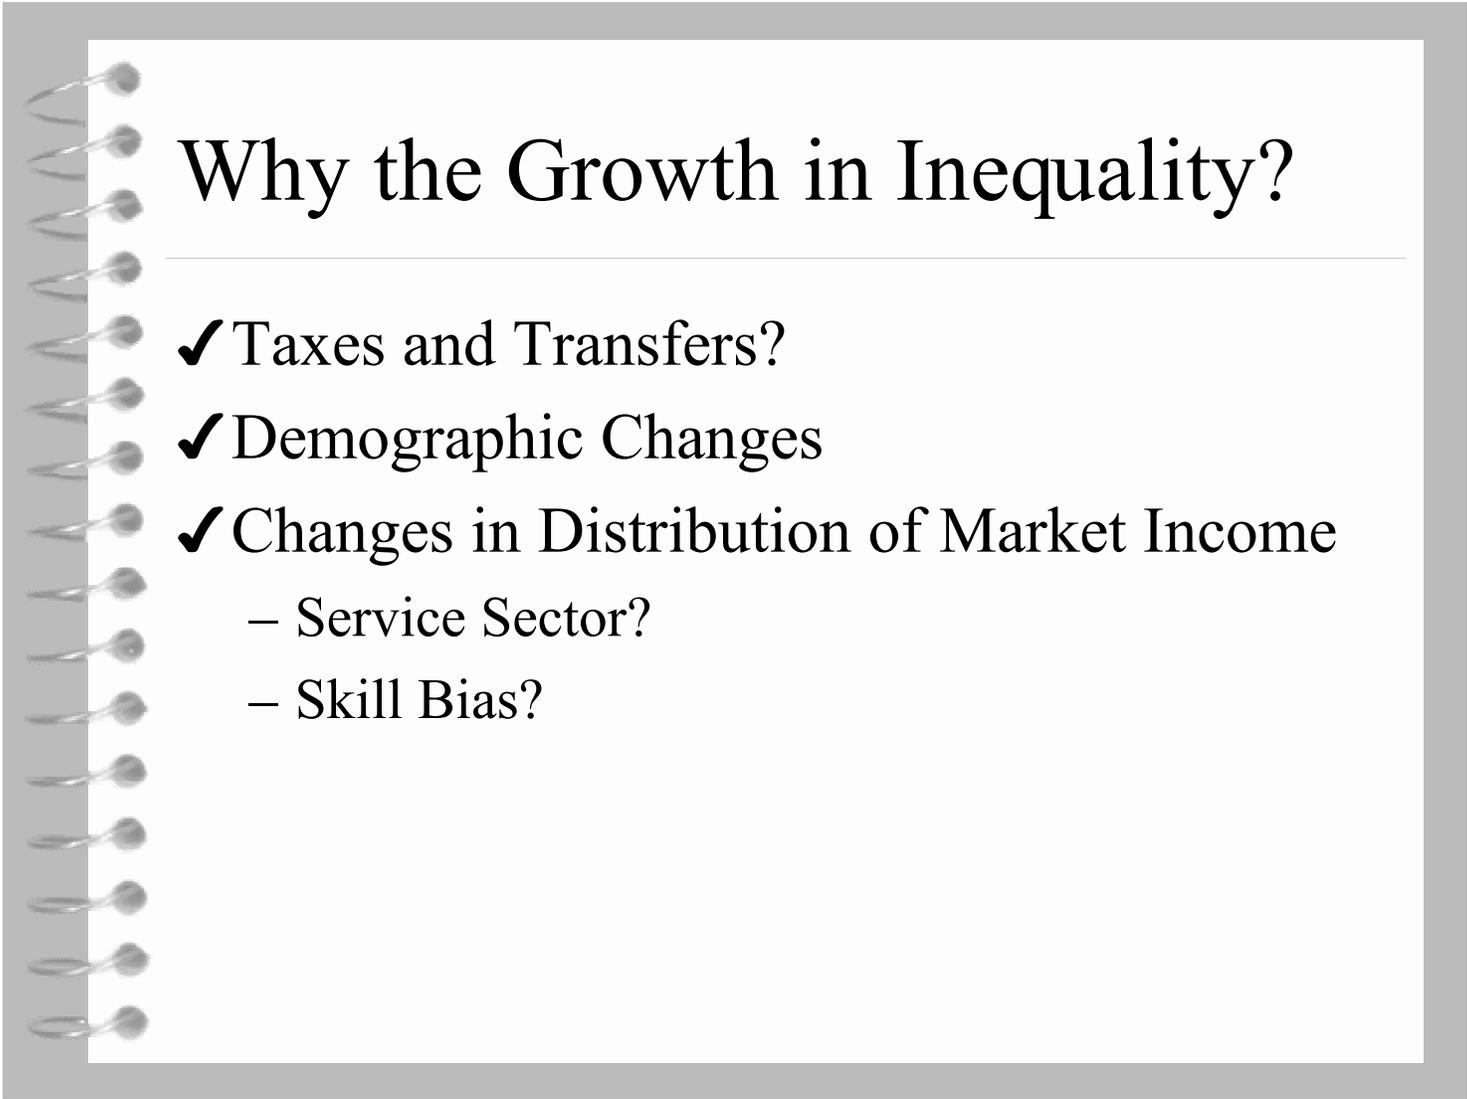 Why the Growth in Inequality?
✔Taxes and Transfers?
✔Demographic Changes
✔Changes in Distribution of Market Income
– Service Sector?
– Skill Bias?